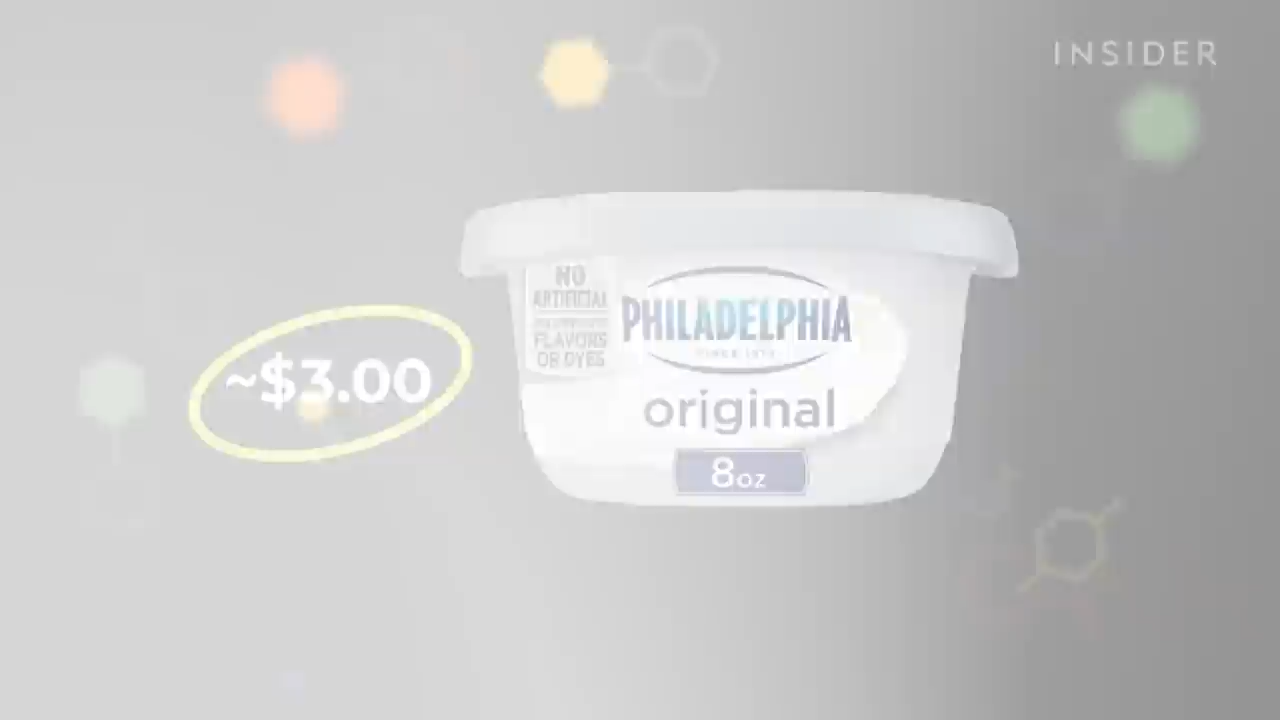 INSIDER
~$3.00
NO
ARTIFICIAL
FLAVORS
OR DYES
PHILADELPHIA
original
8oz